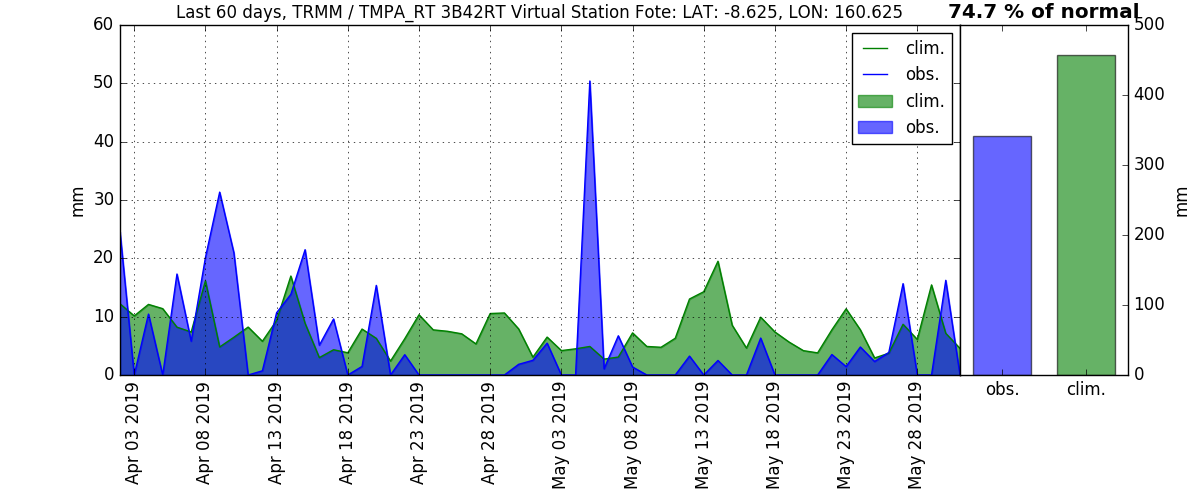 Last 60 days, TRMM / TMPA_RT 3B42RT Virtual Station Fote: LAT: -8.625, LON: 160.625
74.7 % of normal
60
50
40
30
20
10
0
mm
clim.
obs.
clim.
obs.
500
400
300
200
100
0
mm
Apr 03 2019
Apr 08 2019
Apr 13 2019
Apr 18 2019
Apr 23 2019
Apr 28 2019
May 03 2019
May 08 2019
May 13 2019
May 18 2019
May 23 2019
May 28 2019
obs.
clim.